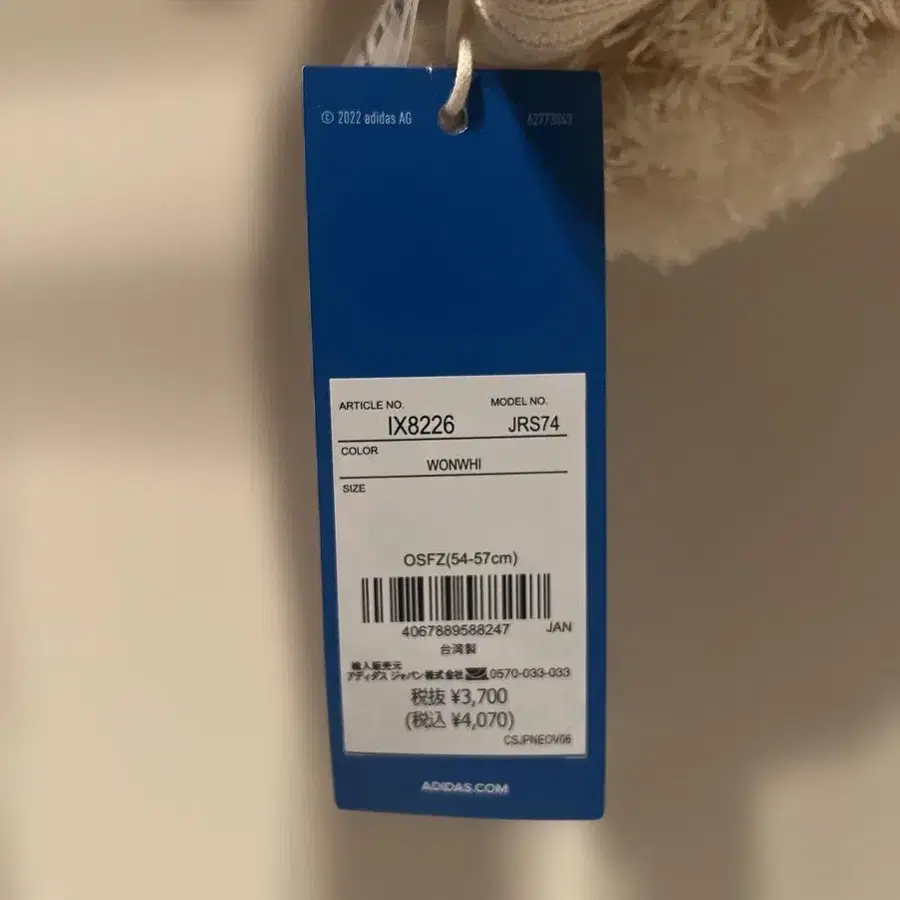 © 2022 adidas AG 62773043
ARTICLE NO. MODEL NO.
IX8226 JRS74
COLOR
WONWHI
SIZE
OSFZ(54-57cm)
4067889588247 JAN
台湾製
輸入販売元
アディダス ジャパン株式会社 0570-033-033
税抜 ¥3,700
(税込 ¥4,070)
CSJPNEOV06
ADIDAS.COM